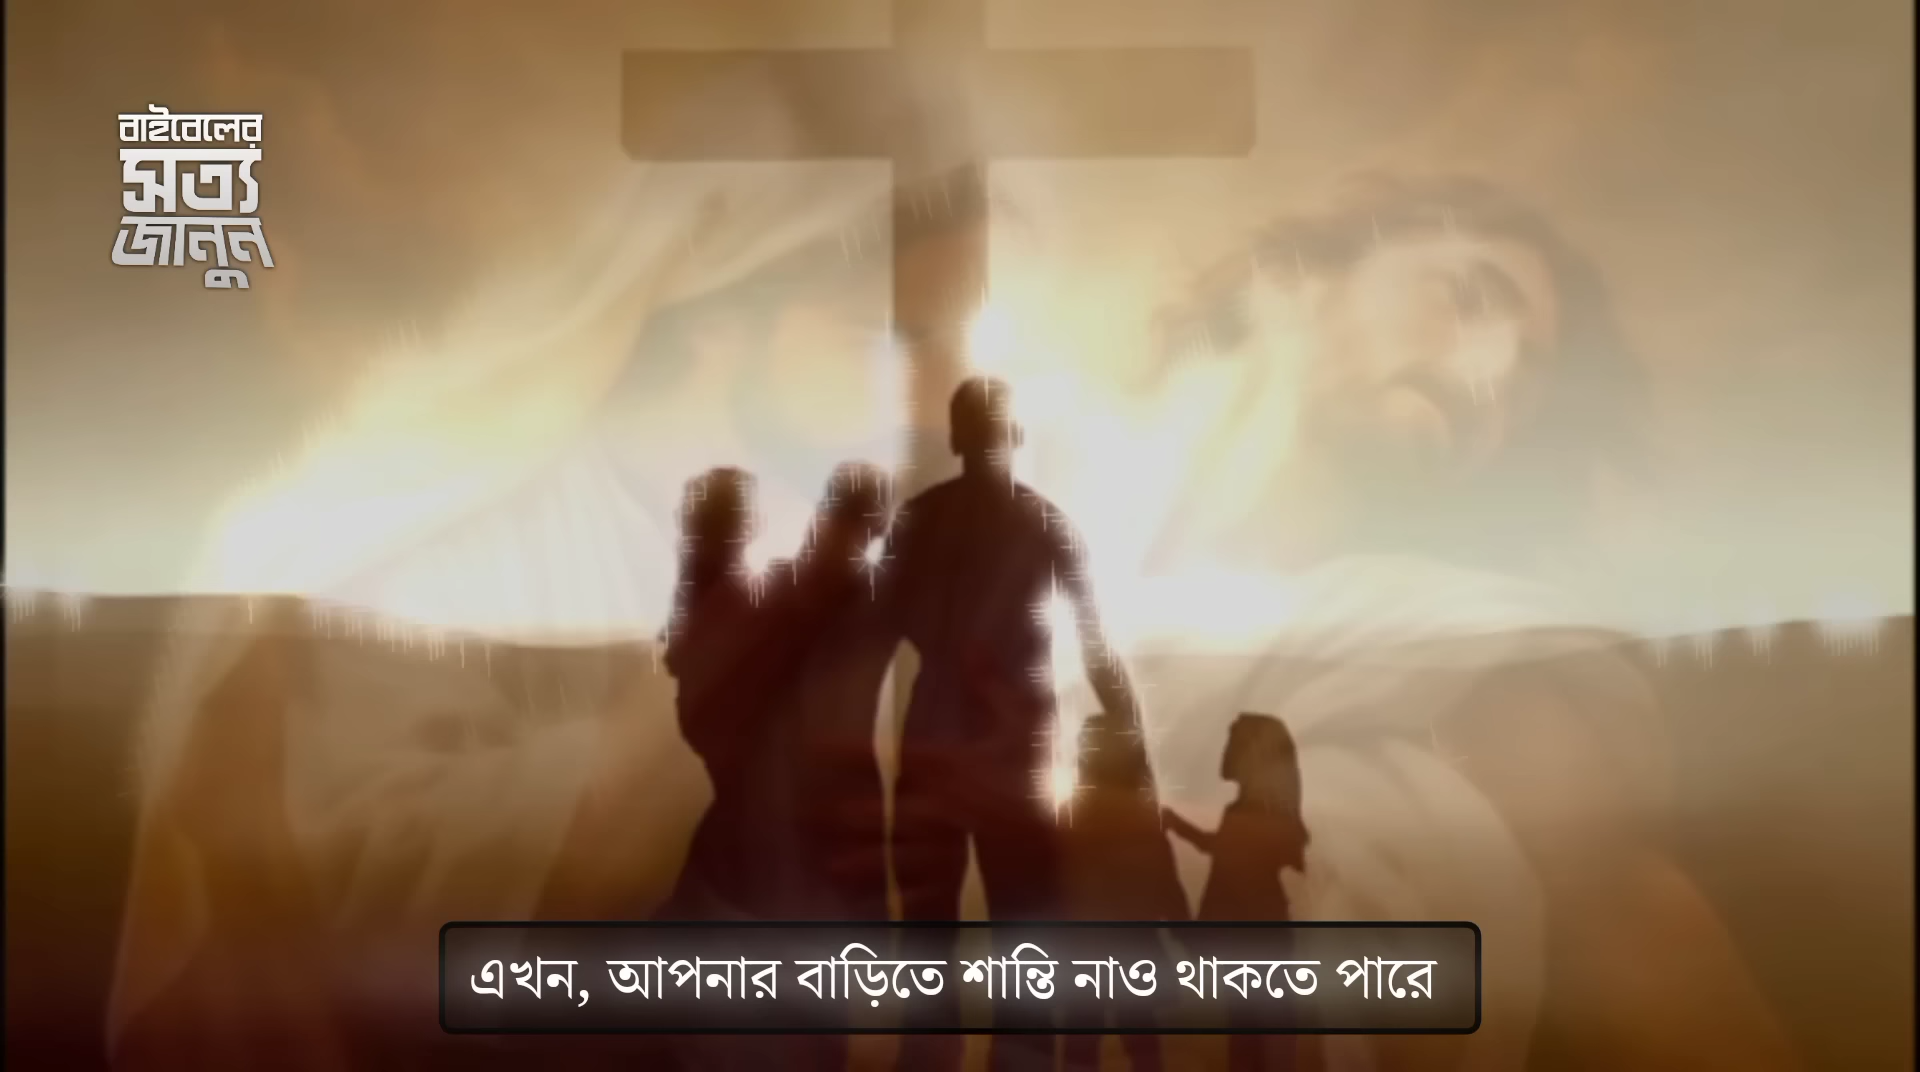 বাইবেলের
সত্য
জানুন
এখন, আপনার বাড়িতে শান্তি নাও থাকতে পারে